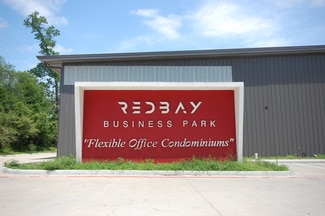 REDBAY
BUSINESS PARK
"Flexible Office Condominiums"